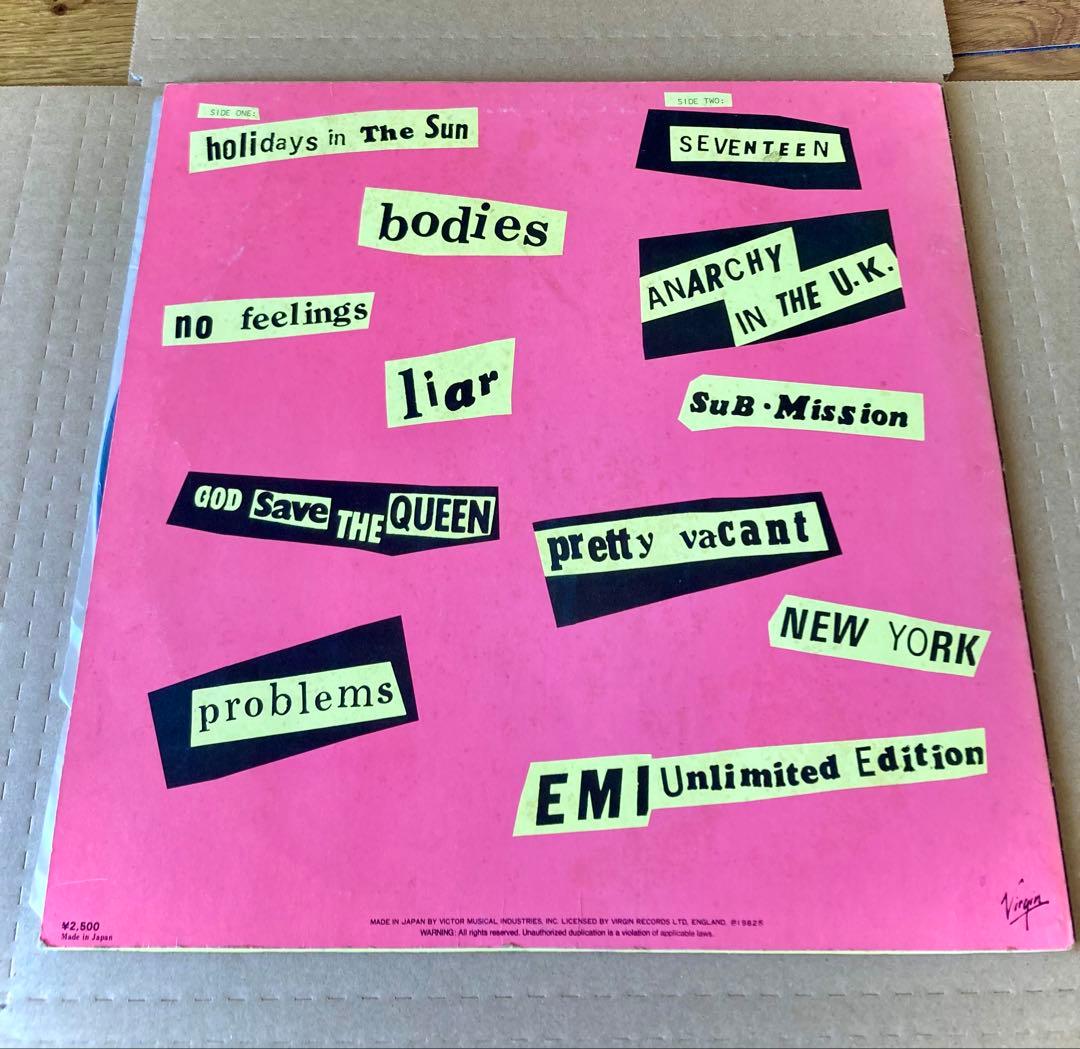 SIDE ONE:
holidays in The Sun
bodies
no feelings
liar
GOD Save THE QUEEN
problems
SIDE TWO:
SEVENTEEN
ANARCHY
IN THE U.K.
SuB·Mission
pretty vacant
NEW YORK
EMI Unlimited Edition
Virgin
¥2,500
Made in Japan
MADE IN JAPAN BY VICTOR MUSICAL INDUSTRIES, INC. LICENSED BY VIRGIN RECORDS LTD, ENGLAND.
WARNING: All rights reserved. Unauthorized duplication is a violation of applicable laws.